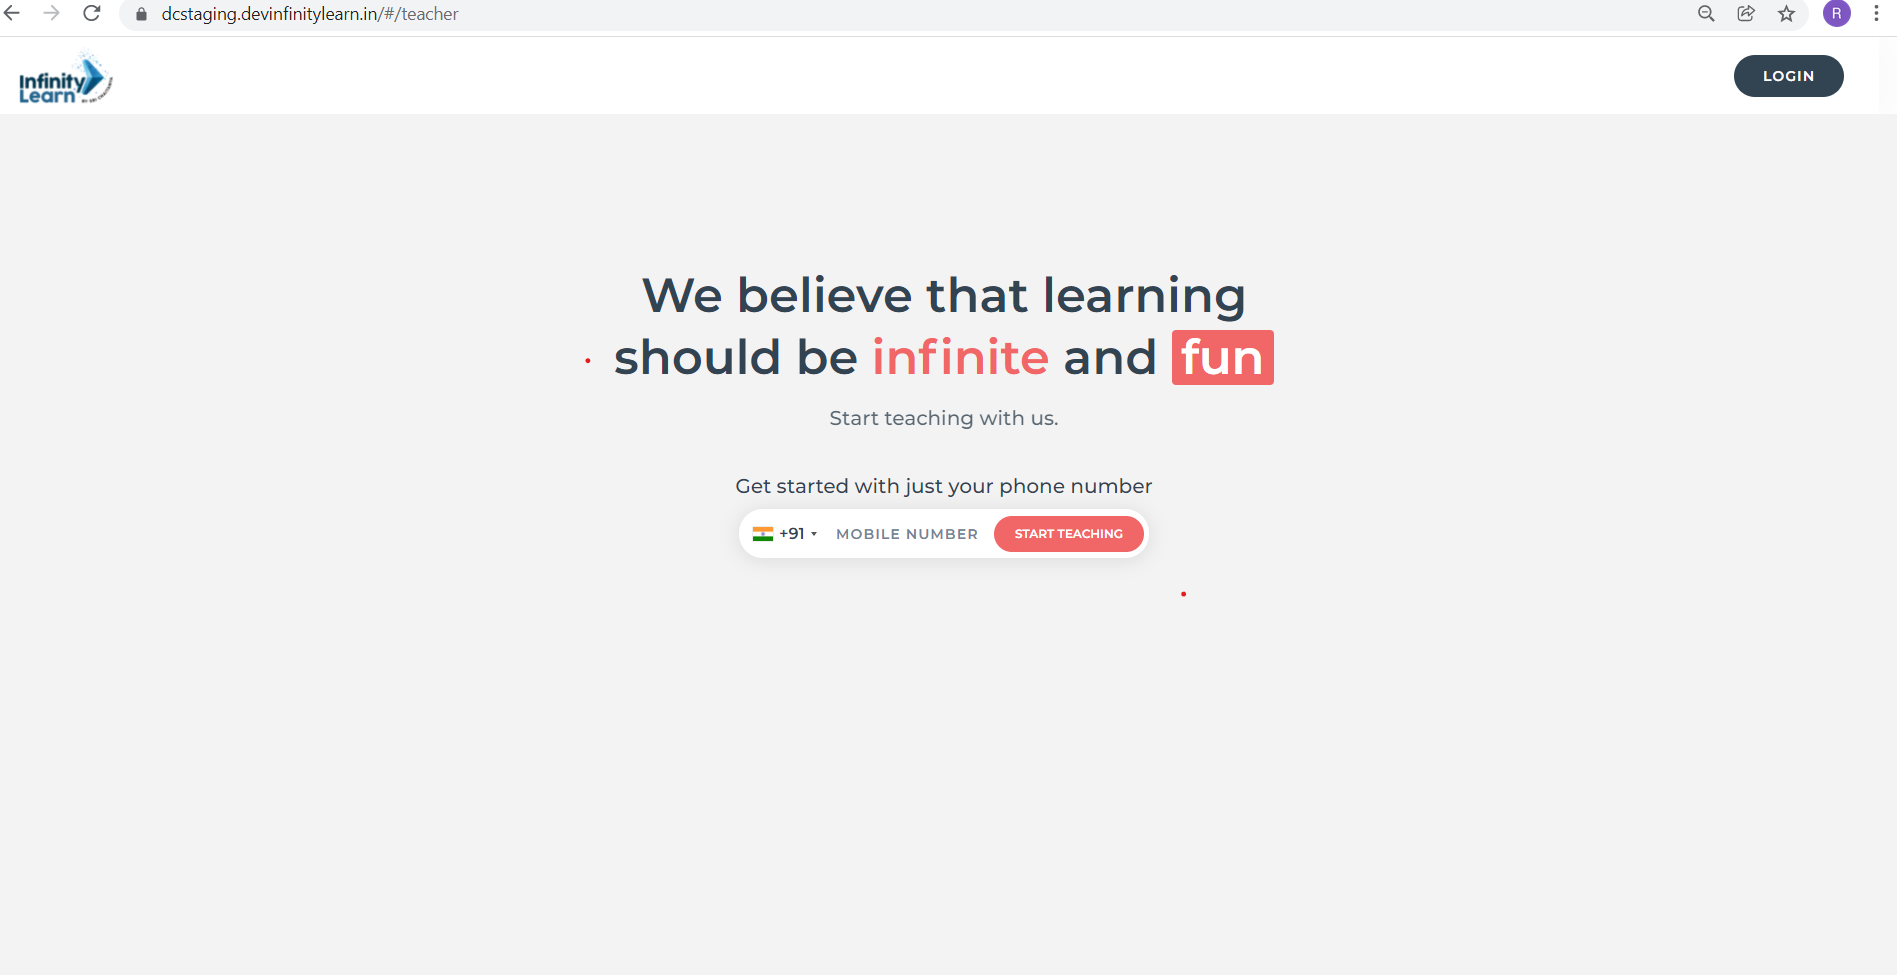 dcstaging.devinfinitylearn.in/#/teacher
R
Infinity
Learn
LOGIN
We believe that learning
should be infinite and fun
Start teaching with us.
Get started with just your phone number
+91 MOBILE NUMBER START TEACHING